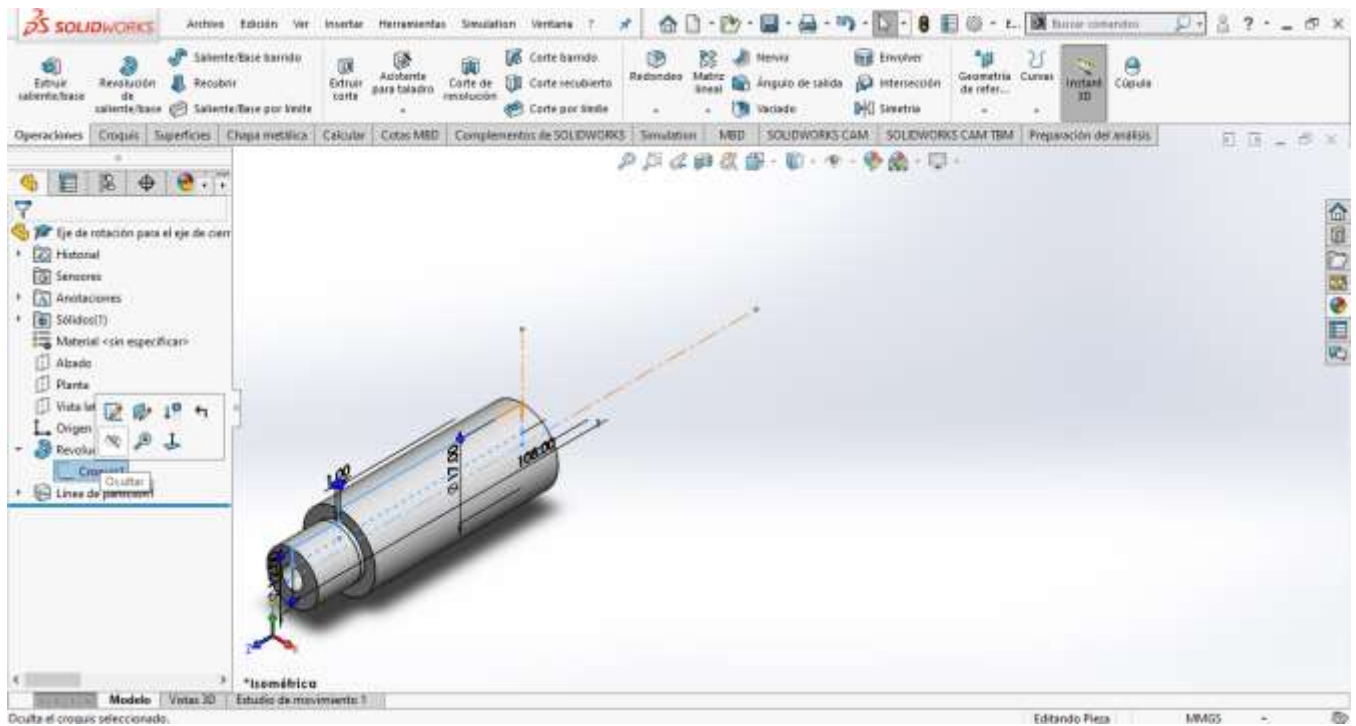 SOLIDWORKS Archivo Edición Ver Insertar Herramientas Simulation Ventana ? Buscar comandos ?
Extruir saliente/base
Revolución de saliente/base
Saliente/Base barrido
Recubrir
Saliente/Base por límite
Extruir corte
Asistente para taladro
Corte de revolución
Corte barrido
Corte recubierto
Corte por límite
Redondeo
Matriz lineal
Nervio
Ángulo de salida
Vaciado
Envolver
Intersección
Simetría
Geometría de refer...
Curvas
Instant 3D
Cúpula
Operaciones Croquis Superficies Chapa metálica Calcular Cotas MBD Complementos de SOLIDWORKS Simulation MBD SOLIDWORKS CAM SOLIDWORKS CAM TBM Preparación del análisis
Eje de rotación para el eje de cierr
Historial
Sensores
Anotaciones
Sólidos(1)
Material <sin especificar>
Alzado
Planta
Vista lat
Origen
Revoluc
Croquis1
Ocultar
Línea de partición1
1.00
17.00
108.00
*Isométrica
Modelo Vistas 3D Estudio de movimiento 1
Oculta el croquis seleccionado. Editando Pieza MMGS